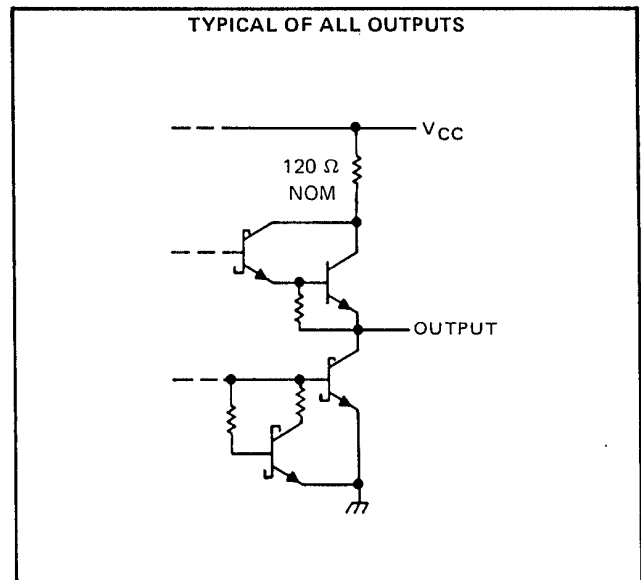 TYPICAL OF ALL OUTPUTS
VCC
120 Ω
NOM
OUTPUT